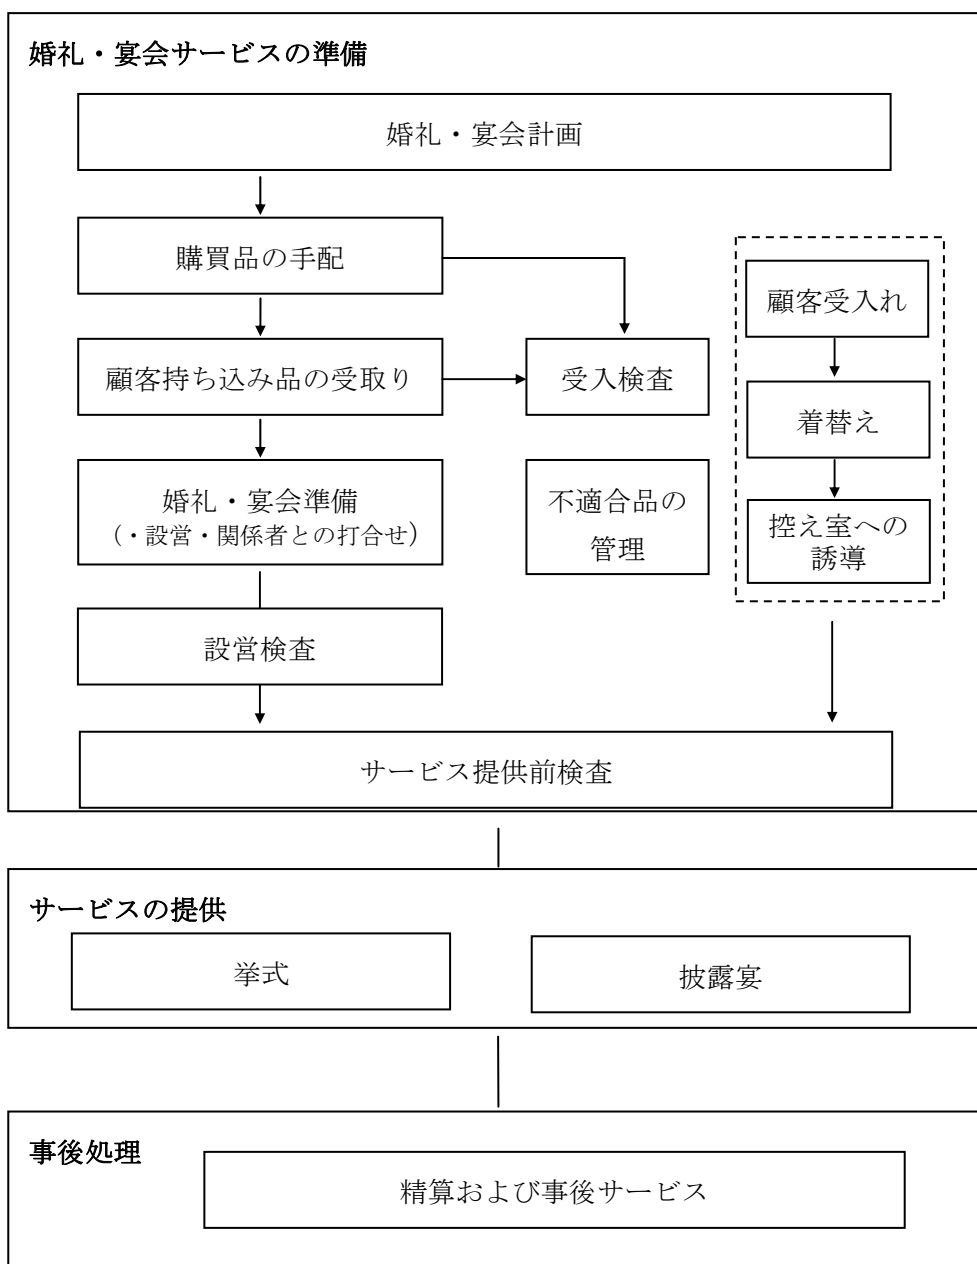 婚礼・宴会サービスの準備
婚礼・宴会計画
購買品の手配
顧客持ち込み品の受取り
受入検査
婚礼・宴会準備
（・設営・関係者との打合せ）
不適合品の
管理
設営検査
顧客受入れ
着替え
控え室への
誘導
サービス提供前検査
サービスの提供
挙式
披露宴
事後処理
精算および事後サービス